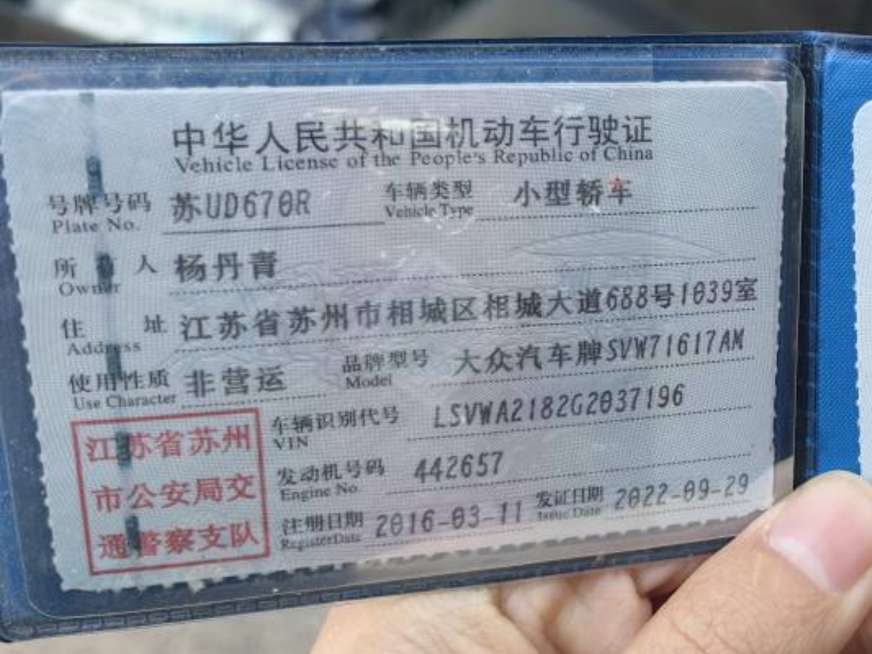 中华人民共和国机动车行驶证
Vehicle License of the People's Republic of China
号牌号码 苏UD670R 车辆类型 小型轿车
Plate No. Vehicle Type
所有人 杨丹青
Owner
住址 江苏省苏州市相城区相城大道688号1039室
Address
使用性质 非营运 品牌型号 大众汽车牌SVW71617AM
Use Character Model
车辆识别代号 LSVWA2182G2037196
VIN
发动机号码 442657
Engine No.
注册日期 2016-03-11 发证日期 2022-09-29
Register Date Issue Date
江苏省苏州
市公安局交
通警察支队